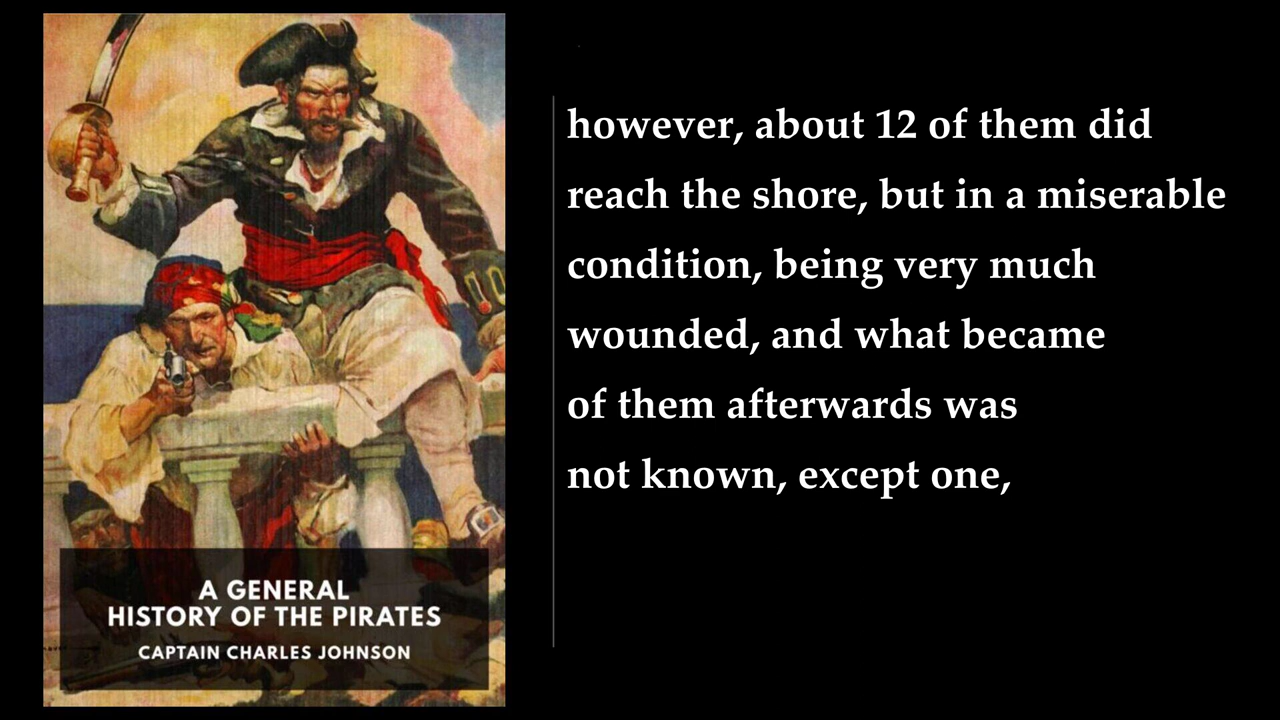 however, about 12 of them did
reach the shore, but in a miserable
condition, being very much
wounded, and what became
of them afterwards was
not known, except one,
A GENERAL
HISTORY OF THE PIRATES
CAPTAIN CHARLES JOHNSON